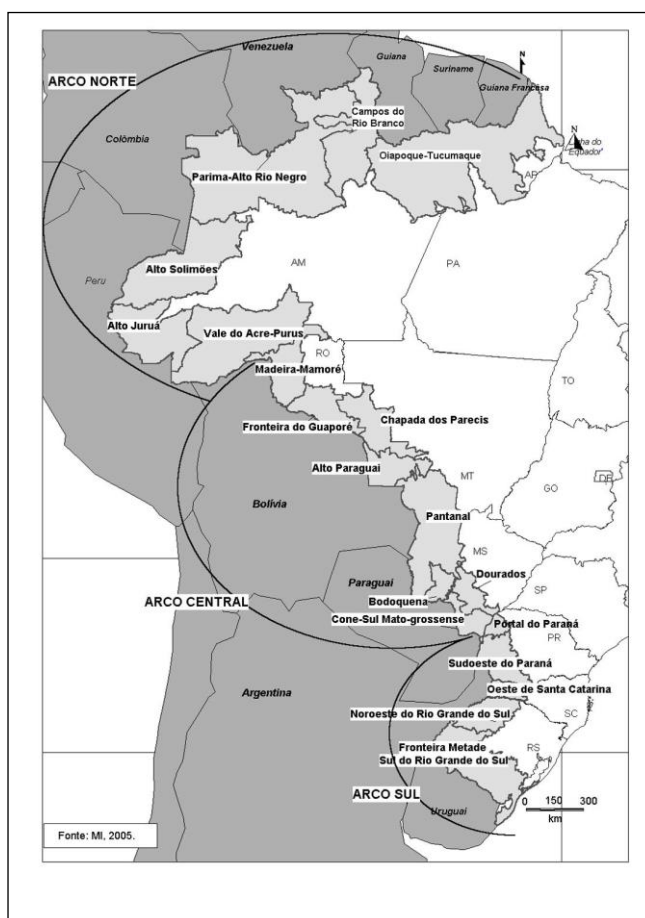 Venezuela
ARCO NORTE
Guiana
Suriname
Guiana Francesa
N
Campos do
Rio Branco
Colômbia
N
Linha do
Equador
Oiapoque-Tucumaque
AP
Parima-Alto Rio Negro
Alto Solimões
AM
PA
Peru
Alto Juruá
Vale do Acre-Purus
RO
Madeira-Mamoré
TO
Chapada dos Parecis
Fronteira do Guaporé
Alto Paraguai
MT
GO
DF
Bolívia
Pantanal
MS
Paraguai
Dourados
SP
ARCO CENTRAL
Bodoquena
Cone-Sul Mato-grossense
Portal do Paraná
PR
Sudoeste do Paraná
Argentina
Oeste de Santa Catarina
Noroeste do Rio Grande do Sul
SC
Fronteira Metade
Sul do Rio Grande do Sul
RS
ARCO SUL
0 150 300
km
Uruguai
Fonte: MI, 2005.